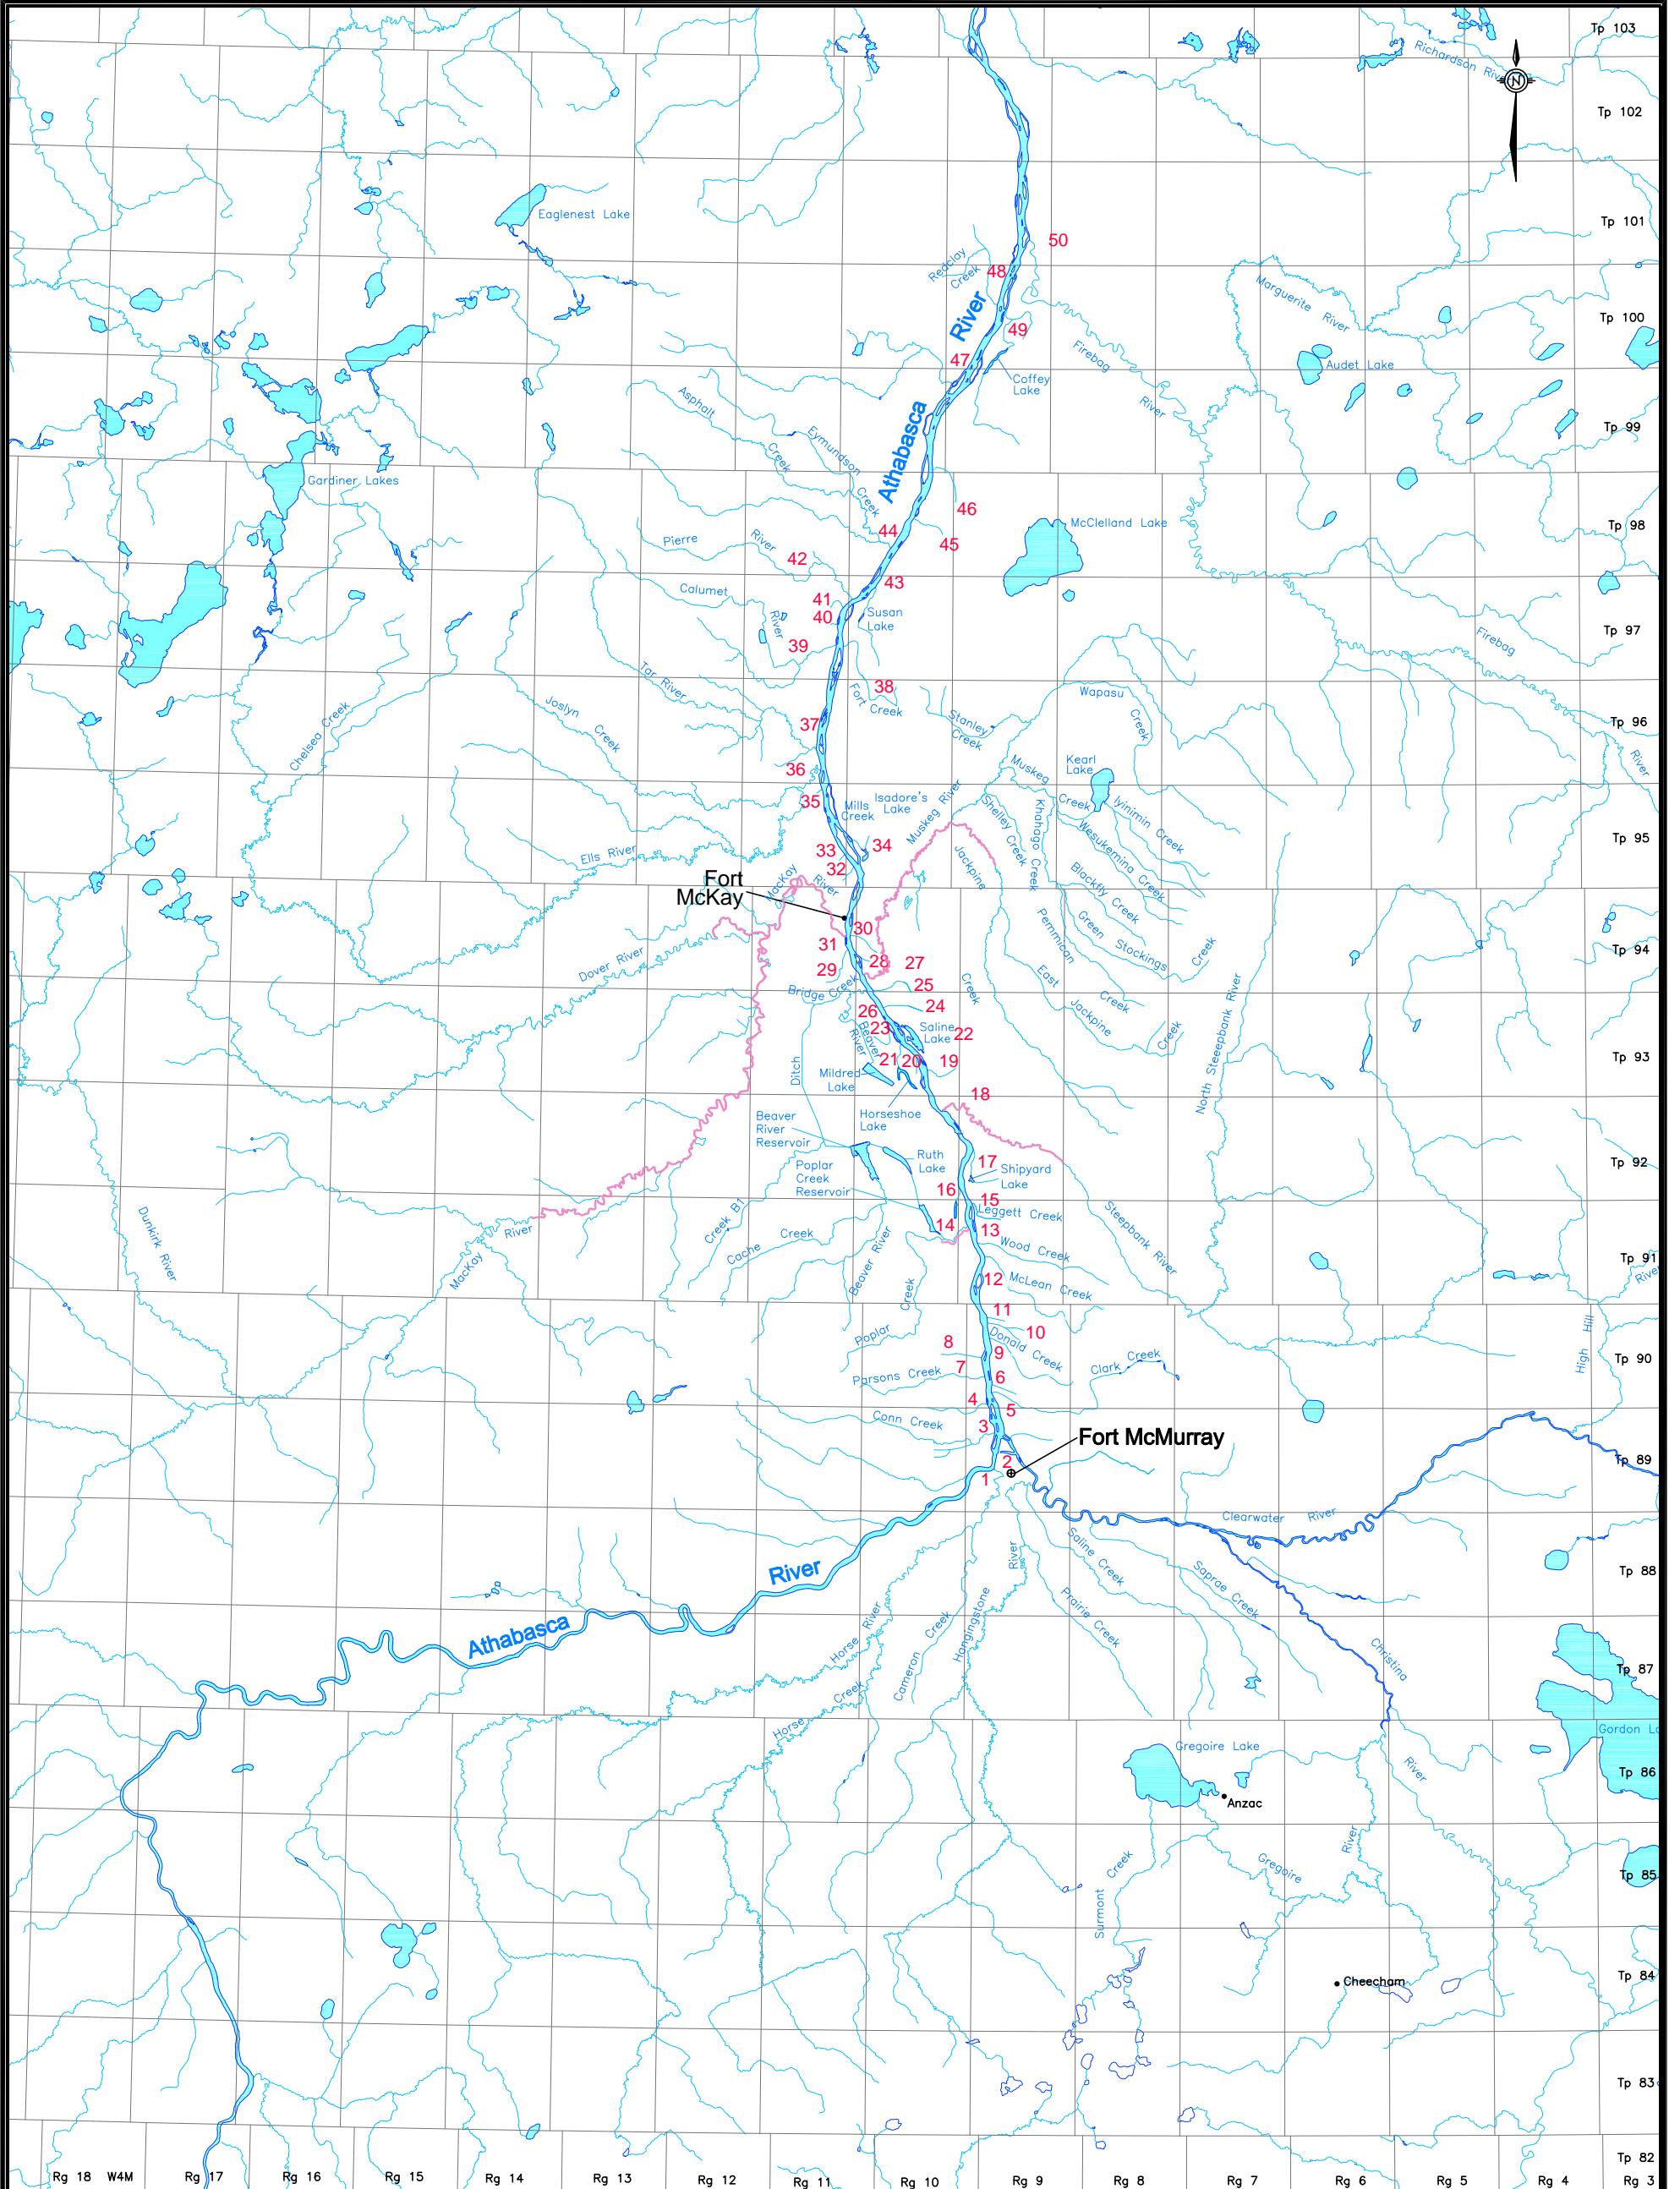 Tp 103
Richardson River
N
Tp 102
Eaglenest Lake
Tp 101
50
Redclay
Creek
48
Marguerite River
River
49
Tp 100
47
Firebag
River
Audet Lake
Coffey
Lake
Asphalt
Creek
Eymundson
Creek
Athabasca
Tp 99
Gardiner Lakes
46
44
McClelland Lake
Tp 98
Pierre
River
42
45
Calumet
River
43
41
40
Susan
Lake
Tp 97
39
Firebag
River
Tar River
38
Fort
Creek
Wapasu
Creek
Joslyn
Creek
Chelsea Creek
37
Stanley
Creek
Tp 96
36
Kearl
Lake
Muskeg
Creek
35
Mills
Creek
Isadore's
Lake
Muskeg River
Shelley Creek
Khahago Creek
Iyinimin Creek
Wesukemina Creek
Tp 95
33
34
32
Ells River
Jackpine
Creek
Blackfly Creek
Fort
McKay
MacKay
River
Green Stockings
Creek
Pemmican
Creek
30
31
Tp 94
Dover River
29
28
27
East
Jackpine
Creek
Bridge Creek
25
26
24
23
Saline
Lake
22
Beaver
River
North Steeepbank River
21
20
19
Tp 93
Ditch
Mildred
Lake
18
Horseshoe
Lake
Beaver
River
Reservoir
Ruth
Lake
17
Poplar
Creek
Reservoir
Shipyard
Lake
Tp 92
16
15
Leggett Creek
Dunkirk River
MacKay
River
Creek B1
14
13
Steepbank River
Cache Creek
Wood Creek
Beaver River
Tp 91
River
12
McLean Creek
Poplar
Creek
11
10
Donald Creek
High Hill
8
9
Clark Creek
Tp 90
7
Parsons Creek
6
4
5
Conn Creek
3
Fort McMurray
2
1
Tp 89
Clearwater River
Saline Creek
Saprae Creek
River
Athabasca
Tp 88
Prairie Creek
Hangingstone
River
Horse River
Cameron Creek
Christina
River
Tp 87
Horse Creek
Gordon La
Gregoire Lake
Tp 86
Anzac
Gregoire
River
Surmont Creek
Tp 85
Tp 84
Cheecham
Tp 83
Tp 82
Rg 18 W4M Rg 17 Rg 16 Rg 15 Rg 14 Rg 13 Rg 12 Rg 11 Rg 10 Rg 9 Rg 8 Rg 7 Rg 6 Rg 5 Rg 4 Rg 3